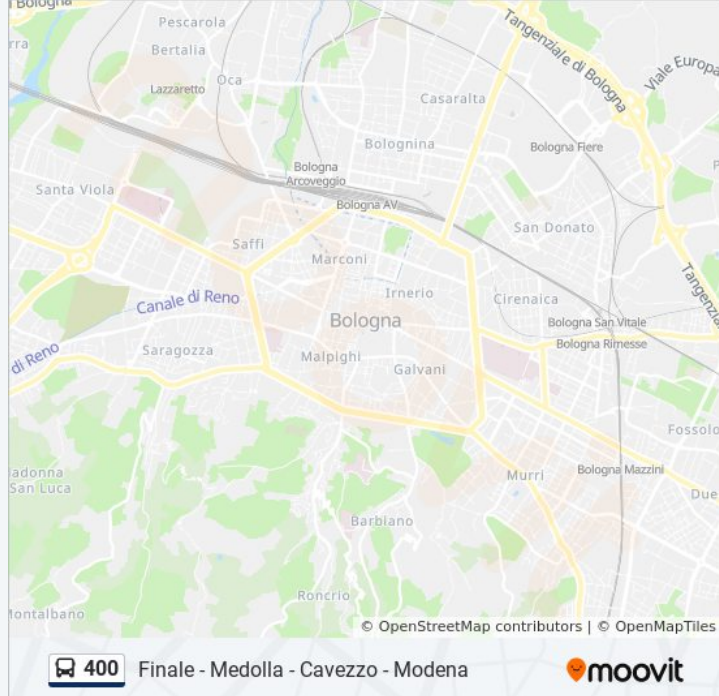 l Bologna
Pescarola
Tangenziale di Bologna
Bertalia
Viale Europa
Oca
Lazzaretto
Casaralta
Bolognina
Bologna Fiere
Bologna
Arcoveggio
Santa Viola
Bologna AV
San Donato
Saffi
Marconi
Tangenzia
Irnerio
Cirenaica
Canale di Reno
Bologna
Bologna San Vitale
di Reno
Saragozza
Malpighi
Bologna Rimesse
Galvani
Fossolo
Murri
Bologna Mazzini
adonna
San Luca
Due
Barbiano
Roncrio
Montalbano
© OpenStreetMap contributors | © OpenMapTiles
400 Finale - Medolla - Cavezzo - Modena moovit